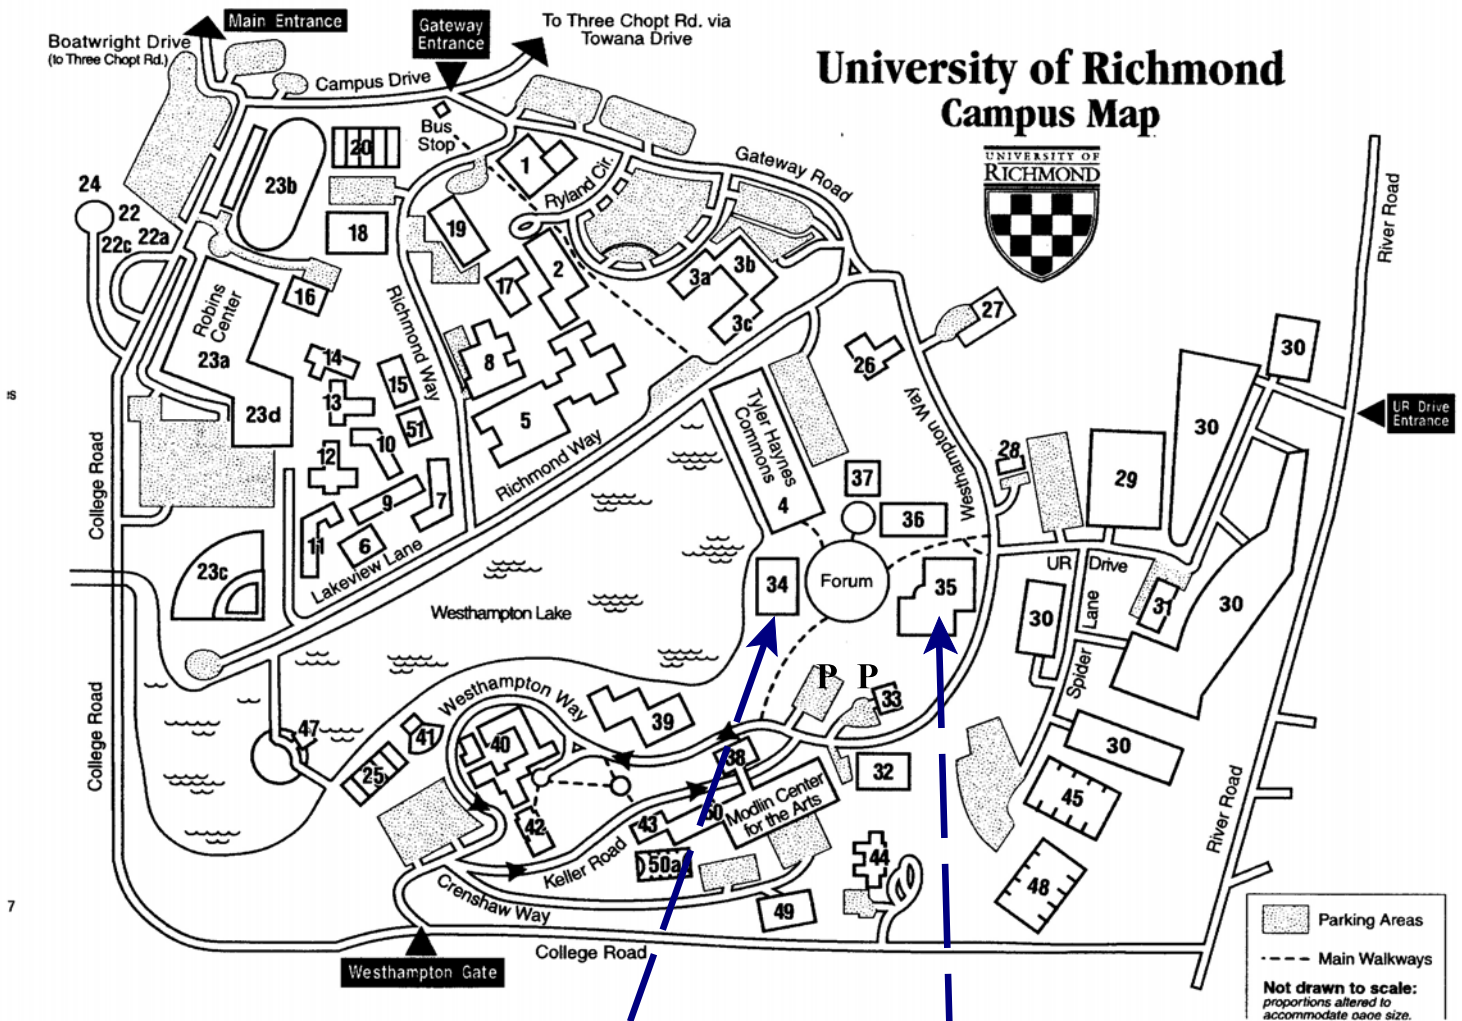 University of Richmond
Campus Map
UNIVERSITY OF
RICHMOND
Main Entrance
Boatwright Drive
(to Three Chopt Rd.)
Gateway
Entrance
To Three Chopt Rd. via
Towana Drive
Campus Drive
Bus
Stop
20
23b
1
Ryland Cir.
Gateway Road
24
22
22c
22a
18
19
17
2
3a
3b
3c
16
Robins
Center
23a
23d
Richmond Way
14
15
13
51
10
12
9
7
11
6
8
5
Richmond Way
Lakeview Lane
College Road
23c
Westhampton Lake
Tyler Haynes
Commons
4
26
27
Westhampton Way
28
37
36
34
Forum
35
River Road
30
UR Drive
Entrance
30
29
UR Drive
30
31
30
Spider Lane
30
P P
33
32
45
48
River Road
College Road
47
41
25
Westhampton Way
40
39
38
42
43
50
Modlin Center
for the Arts
50a
Keller Road
Crenshaw Way
44
49
College Road
Westhampton Gate
Parking Areas
Main Walkways
Not drawn to scale:
proportions altered to
accommodate page size.
es
7